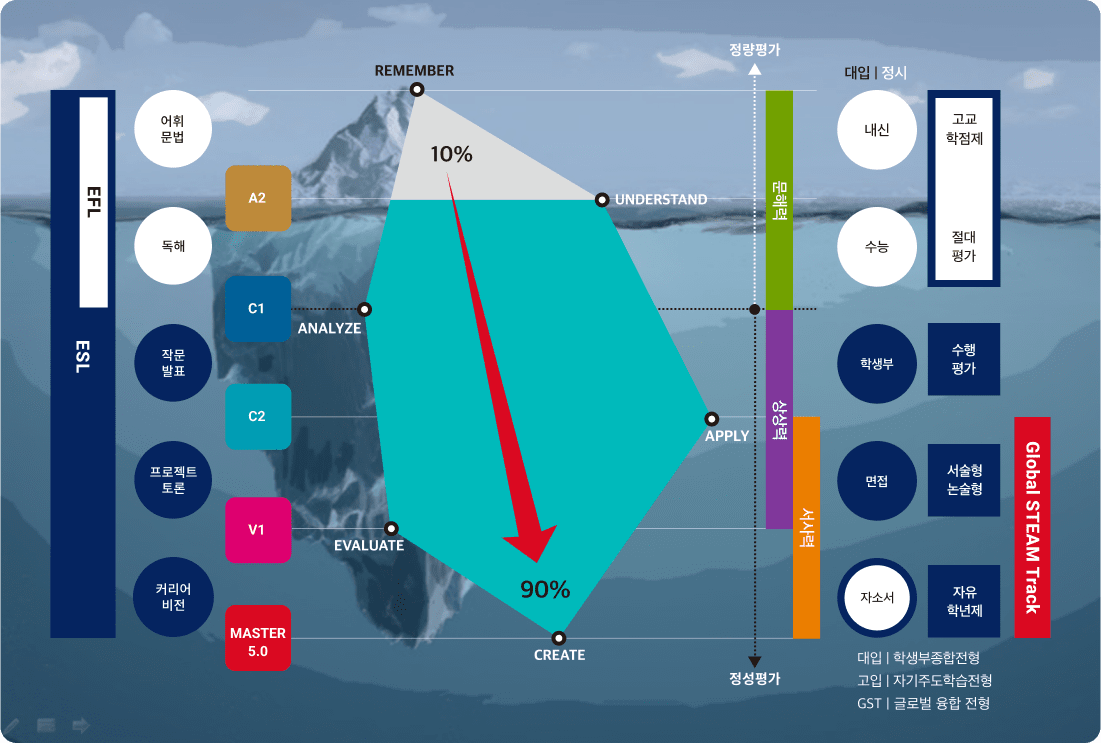 정량평가
대입 | 정시
REMEMBER
어휘
문법
내신
고교
학점제
10%
EFL
A2
UNDERSTAND
문해력
독해
수능
절대
평가
C1
ANALYZE
ESL
작문
발표
학생부
수행
평가
C2
상상력
APPLY
프로젝트
토론
면접
서술형
논술형
V1
EVALUATE
서사력
Global STEAM Track
커리어
비전
90%
자소서
자유
학년제
MASTER
5.0
CREATE
정성평가
대입 | 학생부종합전형
고입 | 자기주도학습전형
GST | 글로벌 융합 전형